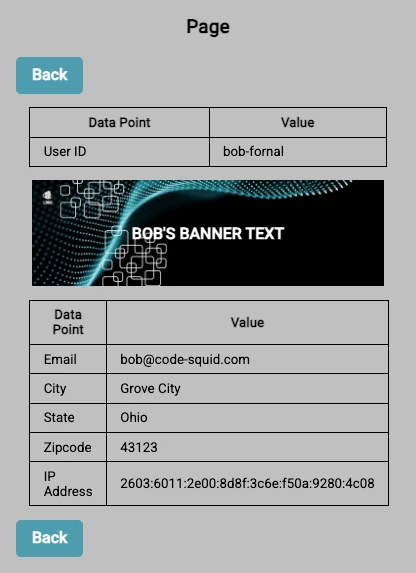 Page
Back
Data Point Value
User ID bob-fornal
BOB'S BANNER TEXT
Data
Point
Value
Email bob@code-squid.com
City Grove City
State Ohio
Zipcode 43123
IP
Address
2603:6011:2e00:8d8f:3c6e:f50a:9280:4c08
Back